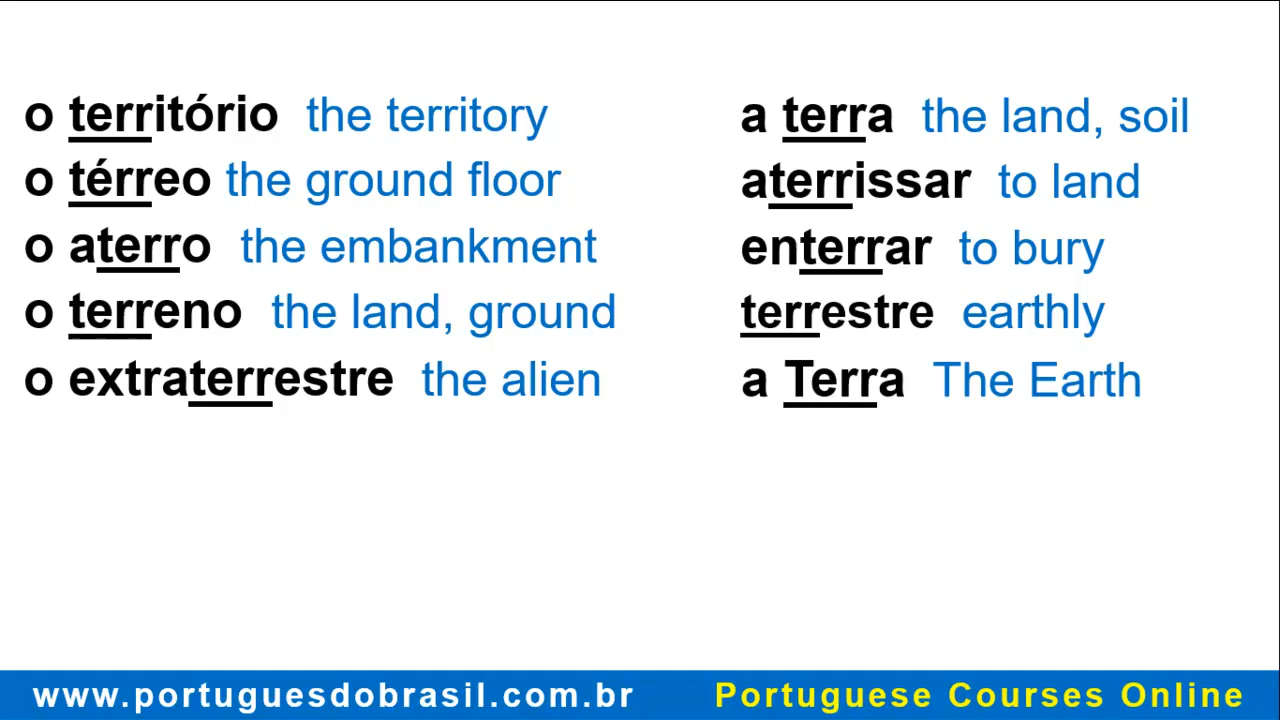 o território the territory
o térreo the ground floor
o aterro the embankment
o terreno the land, ground
o extraterrestre the alien
a terra the land, soil
aterrissar to land
enterrar to bury
terrestre earthly
a Terra The Earth
www.portuguesdobrasil.com.br
Portuguese Courses Online